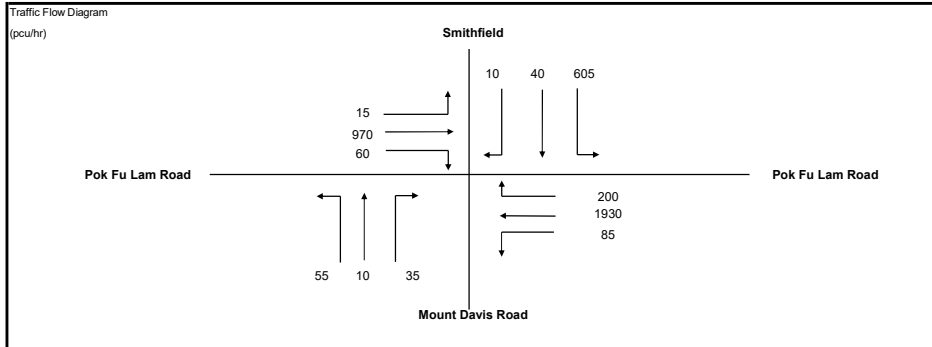 Traffic Flow Diagram
(pcu/hr)
Smithfield
10 40 605
15
970
60
Pok Fu Lam Road Pok Fu Lam Road
200
1930
85
55 10 35
Mount Davis Road